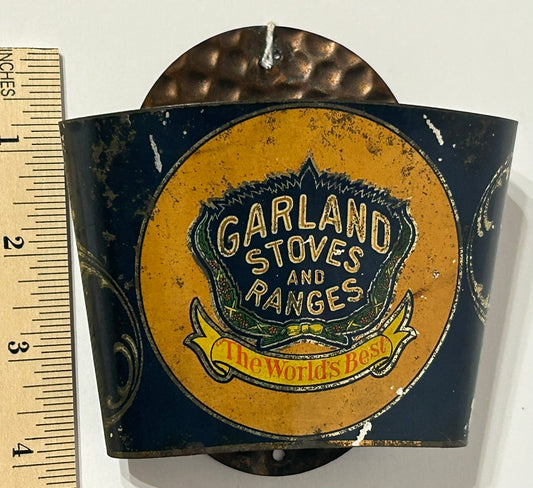 INCHES
1
2
3
4
GARLAND
STOVES
AND
RANGES
The World's Best